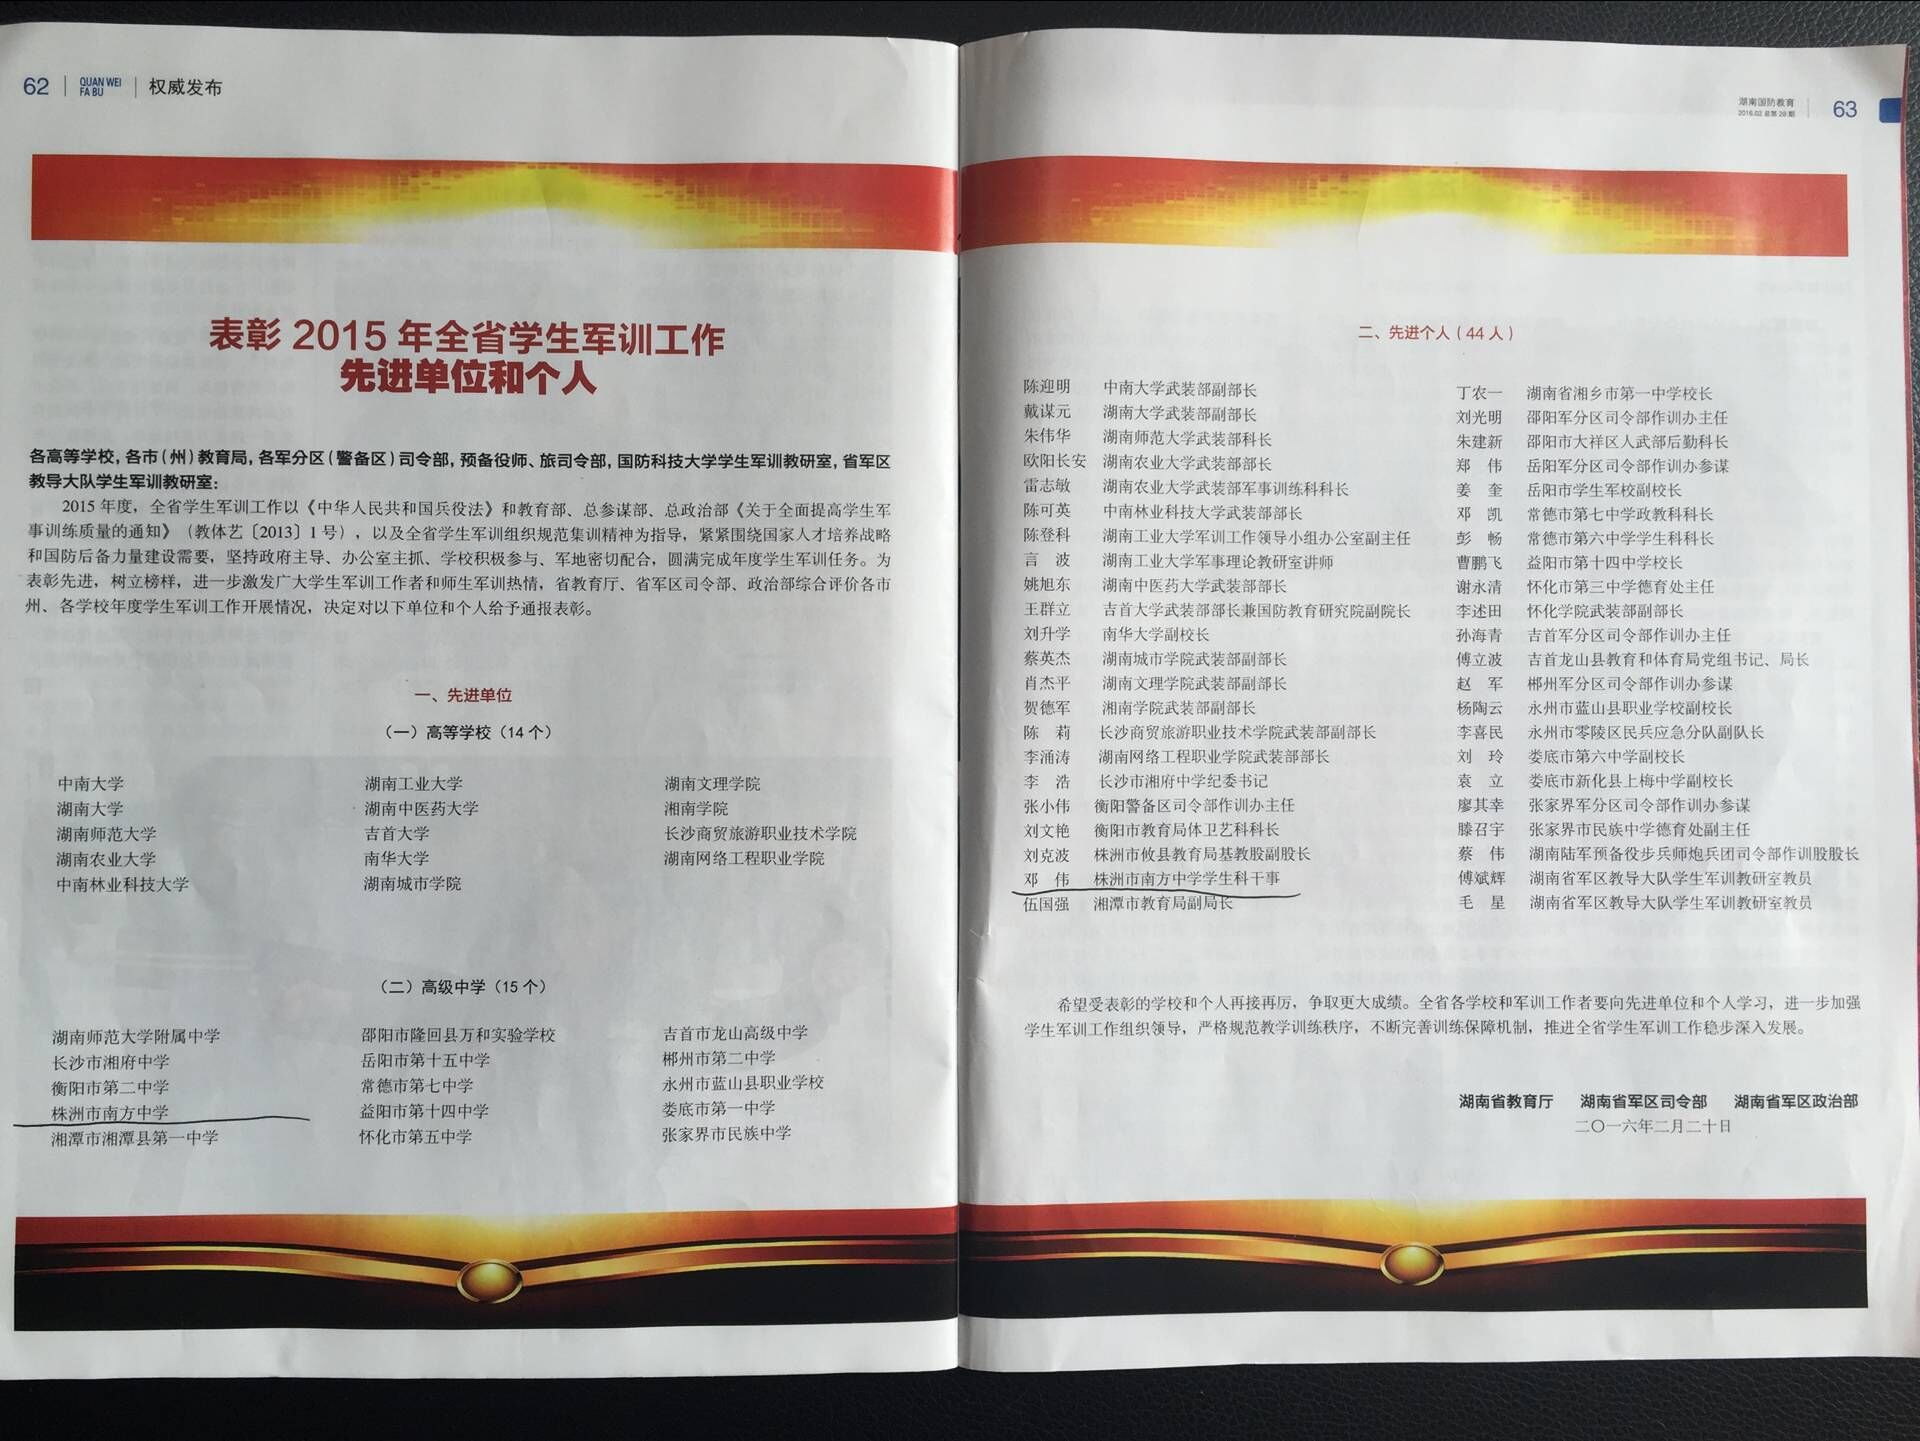 62 QUAN WEI FA BU 权威发布
表彰 2015 年全省学生军训工作
先进单位和个人
各高等学校，各市（州）教育局，各军分区（警备区）司令部，预备役师、旅司令部，国防科技大学学生军训教研室，省军区
教导大队学生军训教研室：
2015 年度，全省学生军训工作以《中华人民共和国兵役法》和教育部、总参谋部、总政治部《关于全面提高学生军
事训练质量的通知》（教体艺〔2013〕1 号），以及全省学生军训组织规范集训精神为指导，紧紧围绕国家人才培养战略
和国防后备力量建设需要，坚持政府主导、办公室主抓、学校积极参与、军地密切配合，圆满完成年度学生军训任务。为
表彰先进，树立榜样，进一步激发广大学生军训工作者和师生军训热情，省教育厅、省军区司令部、政治部综合评价各市
州、各学校年度学生军训工作开展情况，决定对以下单位和个人给予通报表彰。
一、先进单位
（一）高等学校（14 个）
中南大学 湖南工业大学 湖南文理学院
湖南大学 湖南中医药大学 湘南学院
湖南师范大学 吉首大学 长沙商贸旅游职业技术学院
湖南农业大学 南华大学 湖南网络工程职业学院
中南林业科技大学 湖南城市学院
（二）高级中学（15 个）
湖南师范大学附属中学 邵阳市隆回县万和实验学校 吉首市龙山高级中学
长沙市湘府中学 岳阳市第十五中学 郴州市第二中学
衡阳市第二中学 常德市第七中学 永州市蓝山县职业学校
株洲市南方中学 益阳市第十四中学 娄底市第一中学
湘潭市湘潭县第一中学 怀化市第五中学 张家界市民族中学
湖南国防教育 63
2016.02 总第 28 期
二、先进个人（44 人）
陈迎明 中南大学武装部副部长
戴谋元 湖南大学武装部副部长
朱伟华 湖南师范大学武装部科长
欧阳长安 湖南农业大学武装部部长
雷志敏 湖南农业大学武装部军事训练科科长
陈可英 中南林业科技大学武装部部长
陈登科 湖南工业大学军训工作领导小组办公室副主任
言 波 湖南工业大学军事理论教研室讲师
姚旭东 湖南中医药大学武装部部长
王群立 吉首大学武装部部长兼国防教育研究院副院长
刘升学 南华大学副校长
蔡英杰 湖南城市学院武装部副部长
肖杰平 湖南文理学院武装部副部长
贺德军 湘南学院武装部副部长
陈 莉 长沙商贸旅游职业技术学院武装部副部长
李涌涛 湖南网络工程职业学院武装部部长
李 浩 长沙市湘府中学纪委书记
张小伟 衡阳警备区司令部作训办主任
刘文艳 衡阳市教育局体卫艺科科长
刘克波 株洲市攸县教育局基教股副股长
邓 伟 株洲市南方中学学生科干事
伍国强 湘潭市教育局副局长
丁农一 湖南省湘乡市第一中学校长
刘光明 邵阳军分区司令部作训办主任
朱建新 邵阳市大祥区人武部后勤科长
郑 伟 岳阳军分区司令部作训办参谋
姜 奎 岳阳市学生军校副校长
邓 凯 常德市第七中学政教科科长
彭 畅 常德市第六中学学生科科长
曹鹏飞 益阳市第十四中学校长
谢永清 怀化市第三中学德育处主任
李述田 怀化学院武装部副部长
孙海青 吉首军分区司令部作训办主任
傅立波 吉首龙山县教育和体育局党组书记、局长
赵 军 郴州军分区司令部作训办参谋
杨陶云 永州市蓝山县职业学校副校长
李喜民 永州市零陵区民兵应急分队副队长
刘 玲 娄底市第六中学副校长
袁 立 娄底市新化县上梅中学副校长
廖其幸 张家界军分区司令部作训办参谋
滕召宇 张家界市民族中学德育处副主任
蔡 伟 湖南陆军预备役步兵师炮兵团司令部作训股股长
傅斌辉 湖南省军区教导大队学生军训教研室教员
毛 星 湖南省军区教导大队学生军训教研室教员
希望受表彰的学校和个人再接再厉，争取更大成绩。全省各学校和军训工作者要向先进单位和个人学习，进一步加强
学生军训工作组织领导，严格规范教学训练秩序，不断完善训练保障机制，推进全省学生军训工作稳步深入发展。
湖南省教育厅 湖南省军区司令部 湖南省军区政治部
二〇一六年二月二十日